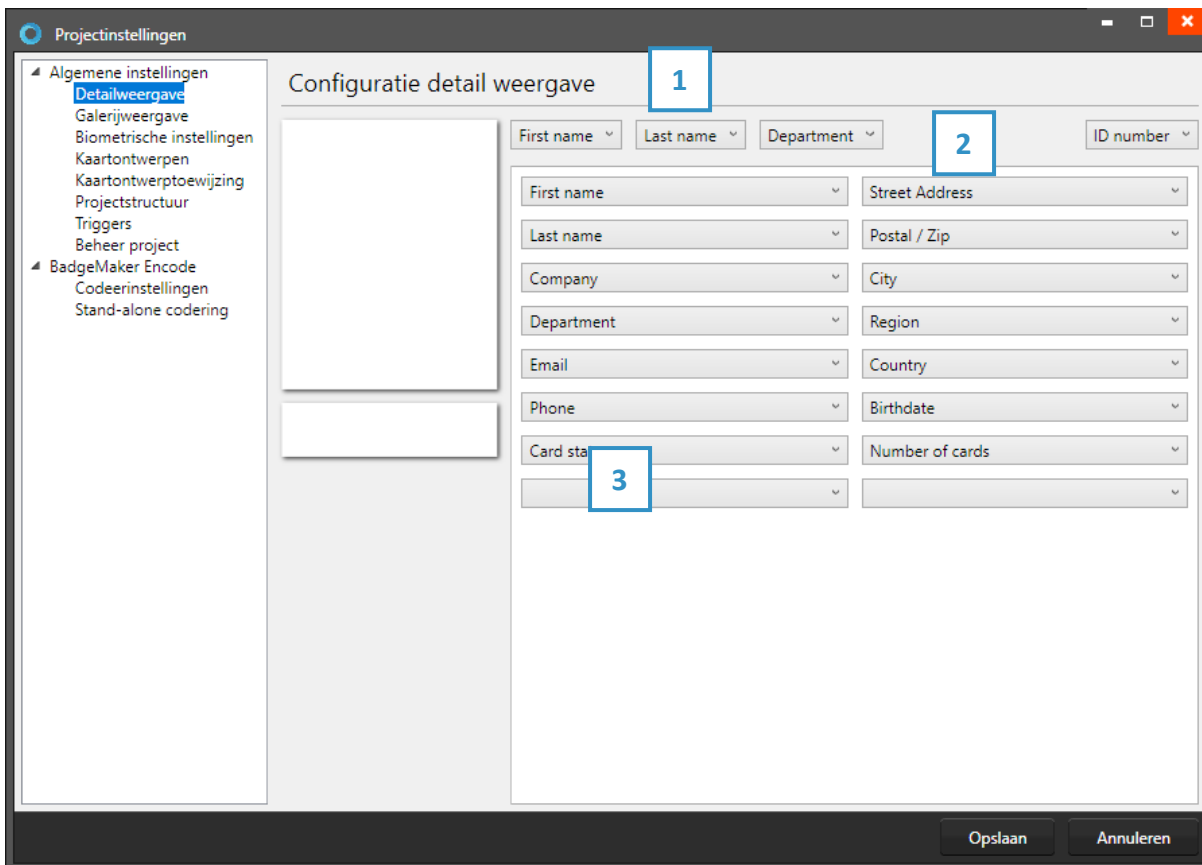 Projectinstellingen
Algemene instellingen
Detailweergave
Galerijweergave
Biometrische instellingen
Kaartontwerpen
Kaartontwerptoewijzing
Projectstructuur
Triggers
Beheer project
BadgeMaker Encode
Codeerinstellingen
Stand-alone codering
Configuratie detail weergave
1
First name Last name Department 2 ID number
First name Street Address
Last name Postal / Zip
Company City
Department Region
Email Country
Phone Birthdate
Card sta Number of cards
3
Opslaan Annuleren